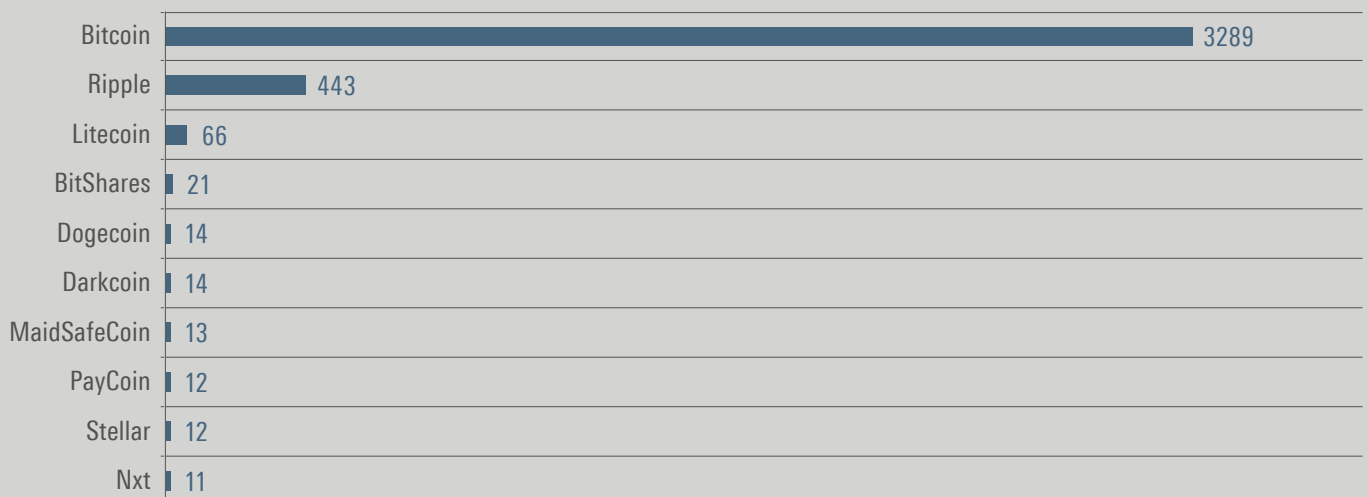 Bitcoin 3289
Ripple 443
Litecoin 66
BitShares 21
Dogecoin 14
Darkcoin 14
MaidSafeCoin 13
PayCoin 12
Stellar 12
Nxt 11